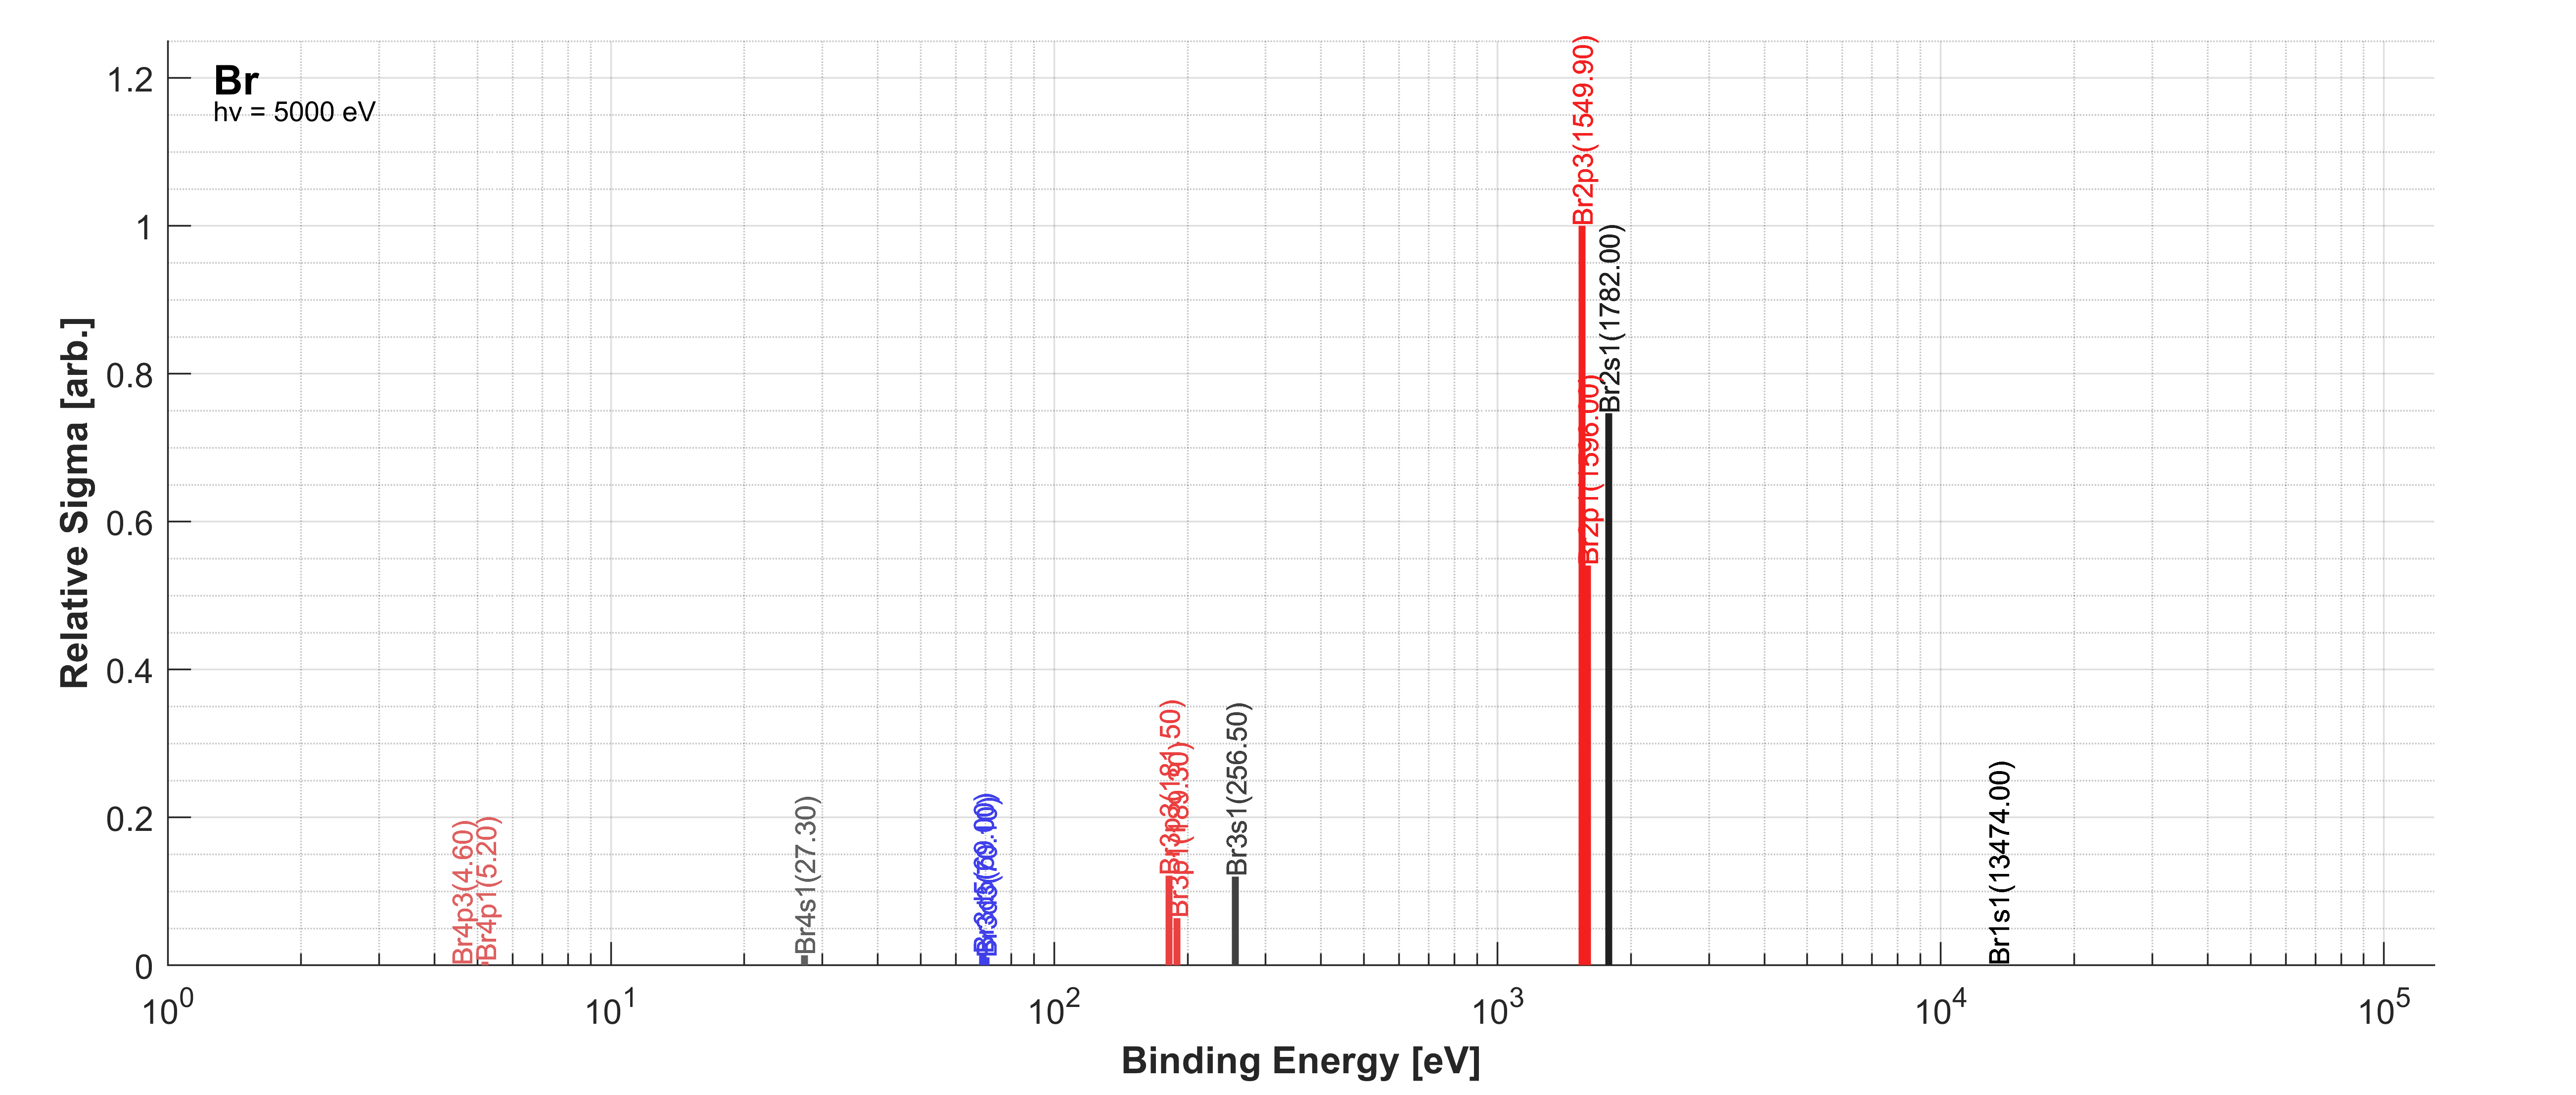 Br
hv = 5000 eV
Relative Sigma [arb.]
1.2
1
0.8
0.6
0.4
0.2
0
Br4p3(4.60)
Br4p1(5.20)
Br4s1(27.30)
Br3p1(189.30)
Br3s1(256.50)
Br2p3(1549.90)
Br2p1(1596.00)
Br2s1(1782.00)
Br1s1(13474.00)
10^0
10^1
10^2
10^3
10^4
10^5
Binding Energy [eV]